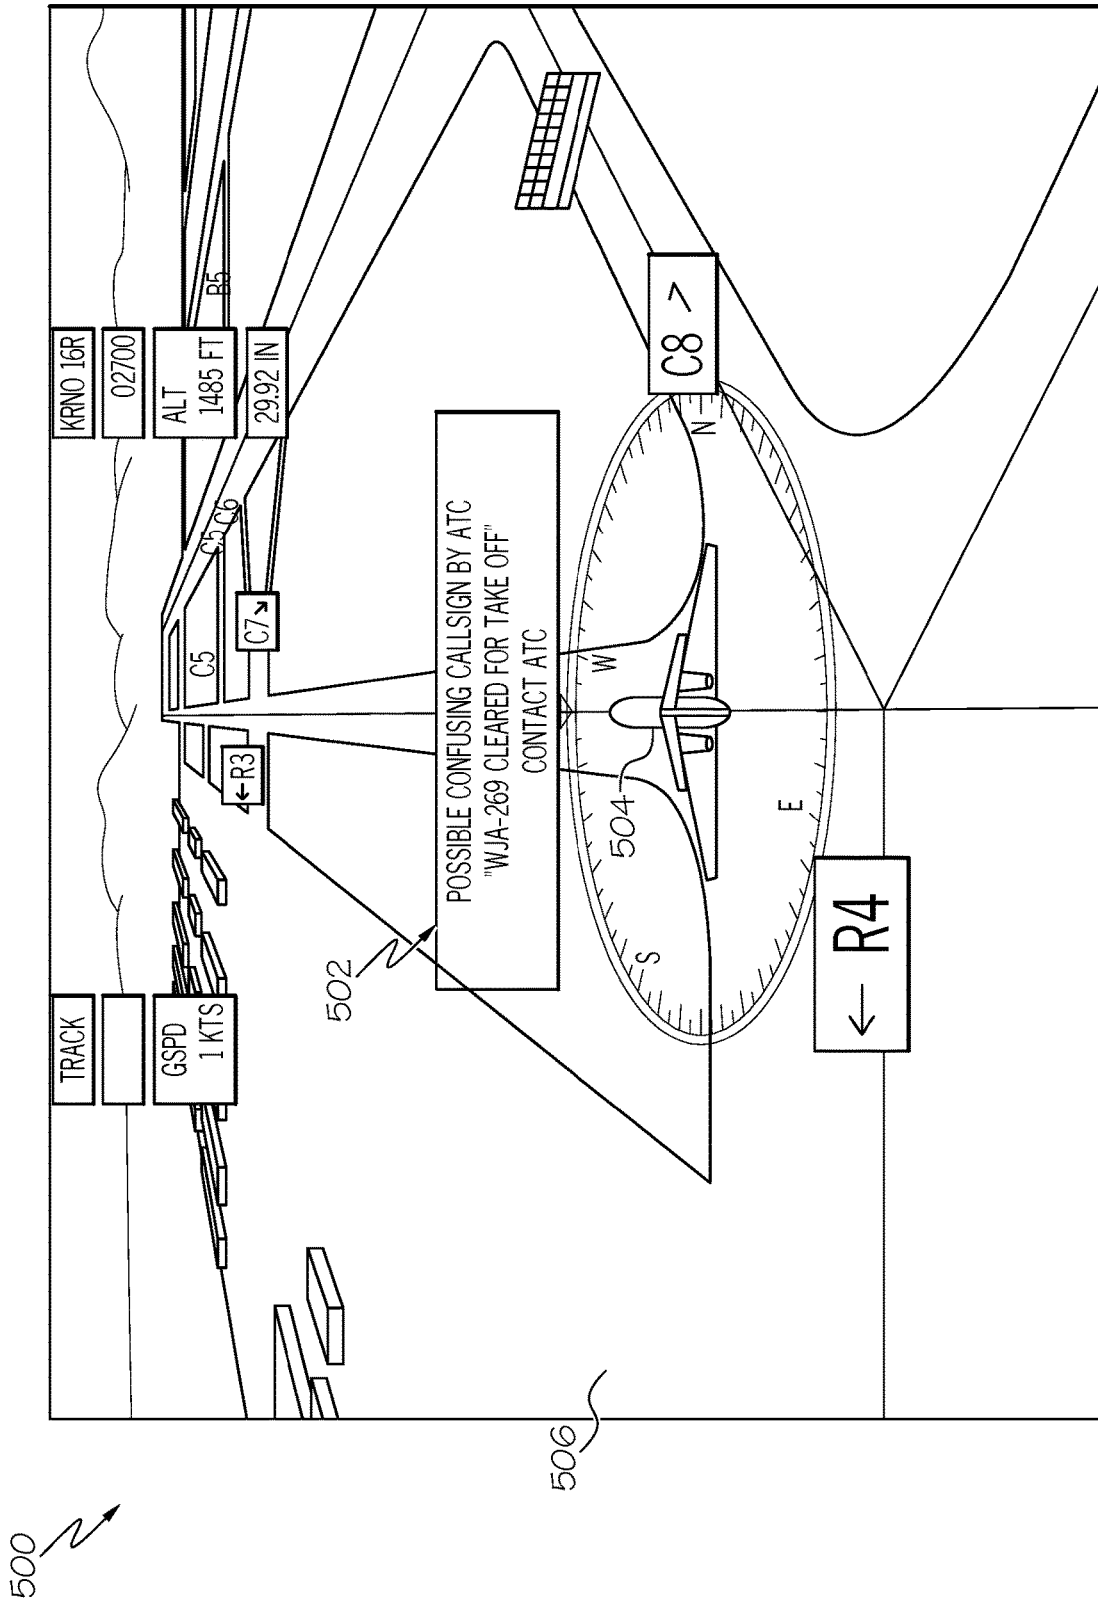 500
TRACK
GSPD
1 KTS
KRNO 16R
02700
ALT
1485 FT
29.92 IN
B5
C5 C6
C5
C7
R3
502
POSSIBLE CONFUSING CALLSIGN BY ATC
"WJA-269 CLEARED FOR TAKE OFF"
CONTACT ATC
C8 >
N
W
S
E
504
← R4
506